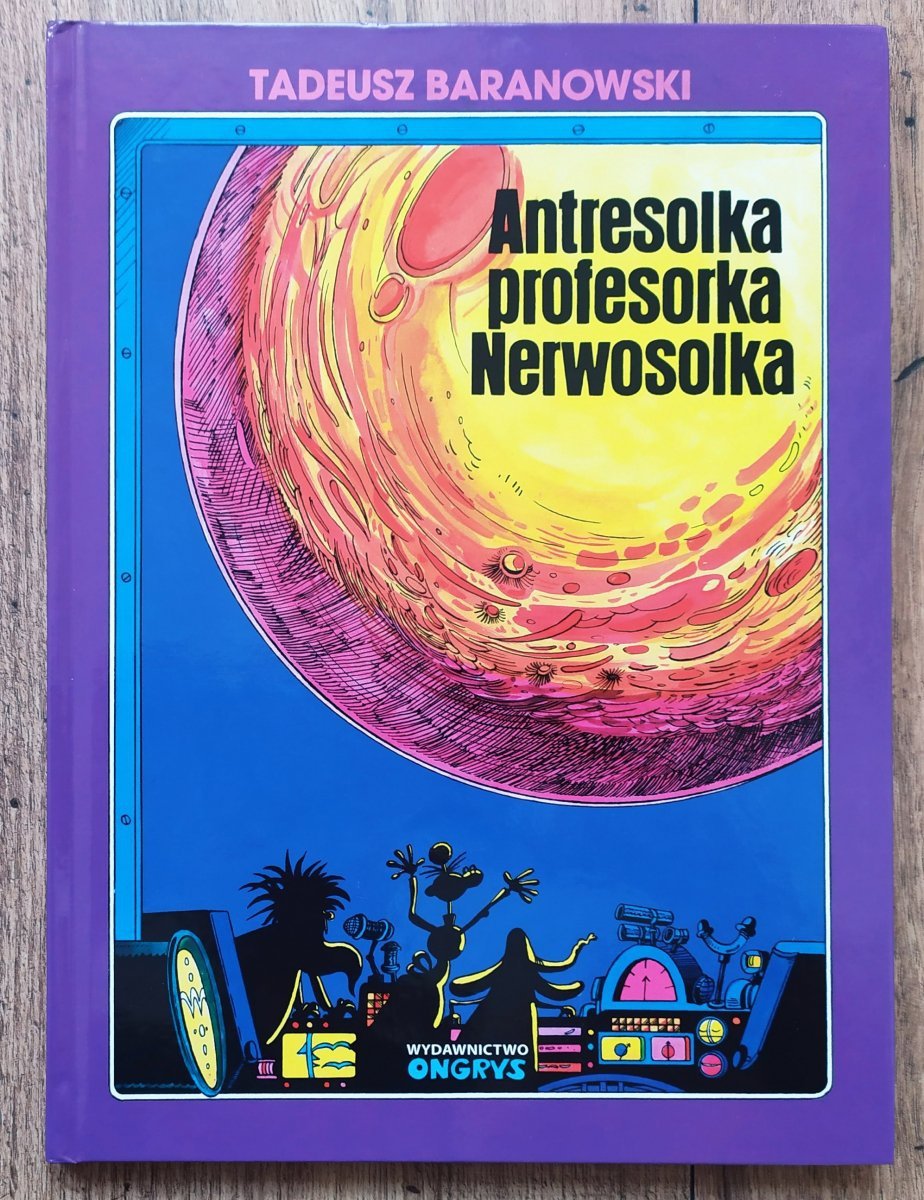 TADEUSZ BARANOWSKI
Antresolka
profesorka
Nerwosolka
WYDAWNICTWO
ONGRYS